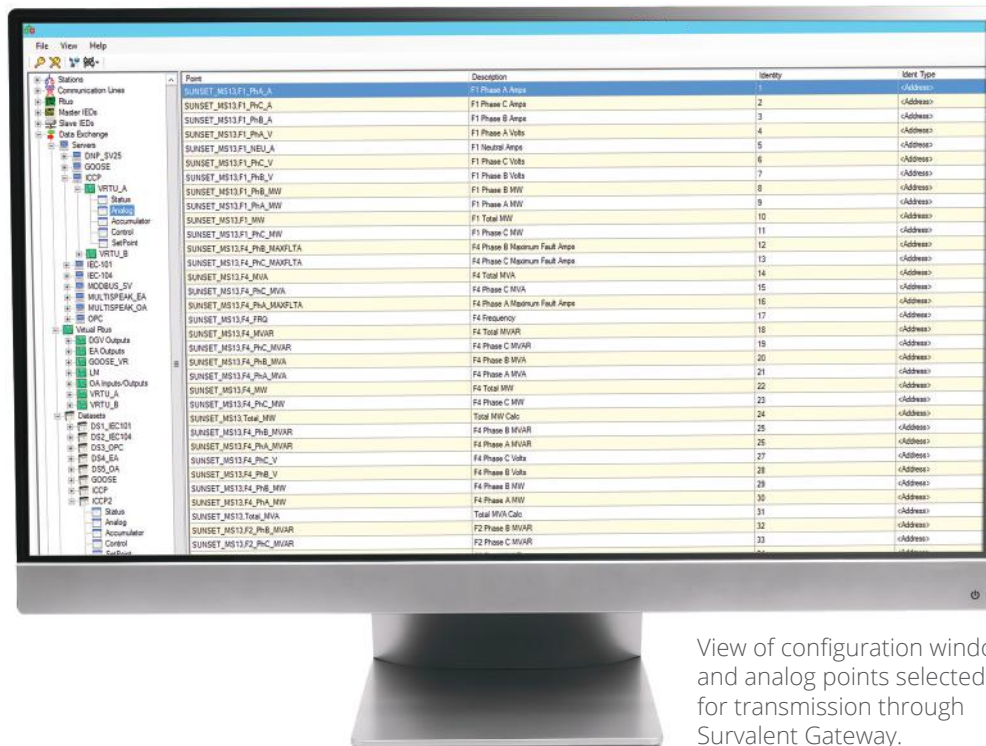 File View Help
Stations
Communication Lines
Rtus
Master IEDs
Slave IEDs
Data Exchange
Servers
DNP_SV25
GOOSE
ICCP
VRTU_A
Status
Analog
Accumulator
Control
SetPoint
VRTU_B
IEC-101
IEC-104
MODBUS_SV
MULTISPEAK_EA
MULTISPEAK_OA
OPC
Virtual Rtus
DGV Outputs
EA Outputs
GOOSE_VR
LM
OA Inputs-Outputs
VRTU_A
VRTU_B
Datasets
DS1_IEC101
DS2_IEC104
DS3_OPC
DS4_EA
DS5_OA
GOOSE
ICCP
ICCP2
Status
Analog
Accumulator
Control
SetPoint
Point Description Identity Ident Type
SUNSET_MS13,F1_PhA_A F1 Phase A Amps 1 <Address>
SUNSET_MS13,F1_PhC_A F1 Phase C Amps 2 <Address>
SUNSET_MS13,F1_PhB_A F1 Phase B Amps 3 <Address>
SUNSET_MS13,F1_PhA_V F1 Phase A Volts 4 <Address>
SUNSET_MS13,F1_NEU_A F1 Neutral Amps 5 <Address>
SUNSET_MS13,F1_PhC_V F1 Phase C Volts 6 <Address>
SUNSET_MS13,F1_PhB_V F1 Phase B Volts 7 <Address>
SUNSET_MS13,F1_PhB_MW F1 Phase B MW 8 <Address>
SUNSET_MS13,F1_PhA_MW F1 Phase A MW 9 <Address>
SUNSET_MS13,F1_MW F1 Total MW 10 <Address>
SUNSET_MS13,F1_PhC_MW F1 Phase C MW 11 <Address>
SUNSET_MS13,F4_PhB_MAXFLTA F4 Phase B Maximum Fault Amps 12 <Address>
SUNSET_MS13,F4_PhC_MAXFLTA F4 Phase C Maximum Fault Amps 13 <Address>
SUNSET_MS13,F4_MVA F4 Total MVA 14 <Address>
SUNSET_MS13,F4_PhC_MVA F4 Phase C MVA 15 <Address>
SUNSET_MS13,F4_PhA_MAXFLTA F4 Phase A Maximum Fault Amps 16 <Address>
SUNSET_MS13,F4_FRQ F4 Frequency 17 <Address>
SUNSET_MS13,F4_MVAR F4 Total MVAR 18 <Address>
SUNSET_MS13,F4_PhC_MVAR F4 Phase C MVAR 19 <Address>
SUNSET_MS13,F4_PhB_MVA F4 Phase B MVA 20 <Address>
SUNSET_MS13,F4_PhA_MVA F4 Phase A MVA 21 <Address>
SUNSET_MS13,F4_MW F4 Total MW 22 <Address>
SUNSET_MS13,F4_PhC_MW F4 Phase C MW 23 <Address>
SUNSET_MS13,Total_MW Total MW Calc 24 <Address>
SUNSET_MS13,F4_PhB_MVAR F4 Phase B MVAR 25 <Address>
SUNSET_MS13,F4_PhA_MVAR F4 Phase A MVAR 26 <Address>
SUNSET_MS13,F4_PhC_V F4 Phase C Volts 27 <Address>
SUNSET_MS13,F4_PhB_V F4 Phase B Volts 28 <Address>
SUNSET_MS13,F4_PhB_MW F4 Phase B MW 29 <Address>
SUNSET_MS13,F4_PhA_MW F4 Phase A MW 30 <Address>
SUNSET_MS13,Total_MVA Total MVA Calc 31 <Address>
SUNSET_MS13,F2_PhB_MVAR F2 Phase B MVAR 32 <Address>
SUNSET_MS13,F2_PhC_MVAR F2 Phase C MVAR 33 <Address>
View of configuration windo
and analog points selected
for transmission through
Survalent Gateway.